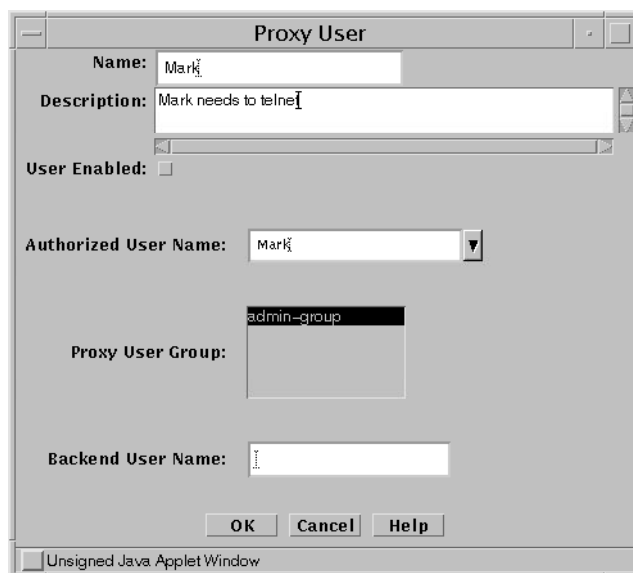 Proxy User
Name: Mark
Description: Mark needs to telnet
User Enabled:
Authorized User Name: Mark
admin-group
Proxy User Group:
Backend User Name:
OK Cancel Help
Unsigned Java Applet Window